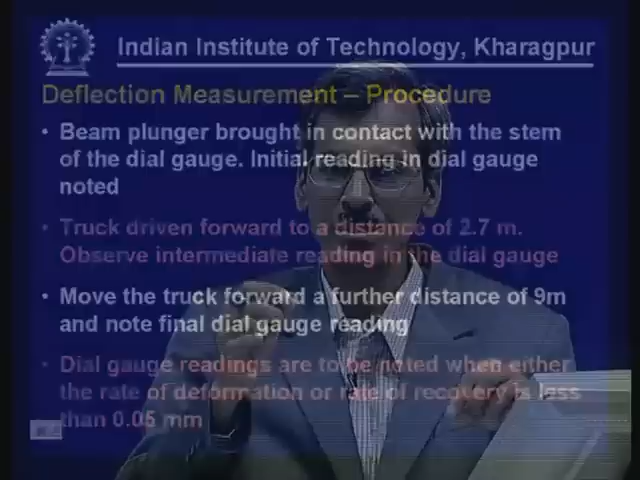 Indian Institute of Technology, Kharagpur
Deflection Measurement – Procedure
• Beam plunger brought in contact with the stem
of the dial gauge. Initial reading in dial gauge
noted
• Truck driven forward to a distance of 2.7 m.
Observe intermediate reading in the dial gauge
• Move the truck forward a further distance of 9m
and note final dial gauge reading
• Dial gauge readings are to be noted when either
the rate of deformation or rate of recovery is less
than 0.05 mm